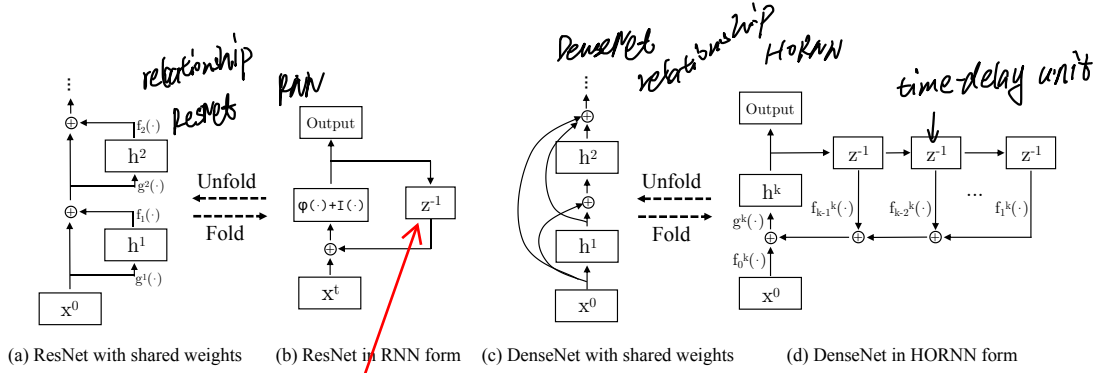 relationship
ResNet
RNN
DenseNet
relationship
HORNN
time-delay unit
⋮
f₂(·)
h²
g²(·)
f₁(·)
h¹
g¹(·)
x⁰
(a) ResNet with shared weights
Unfold
Fold
Output
φ(·)+I(·)
z⁻¹
xᵗ
(b) ResNet in RNN form
⋮
h²
h¹
x⁰
(c) DenseNet with shared weights
Unfold
Fold
Output
z⁻¹ z⁻¹ z⁻¹
hᵏ
...
gᵏ(·) fₖ₋₁ᵏ(·) fₖ₋₂ᵏ(·) f₁ᵏ(·)
f₀ᵏ(·)
x⁰
(d) DenseNet in HORNN form